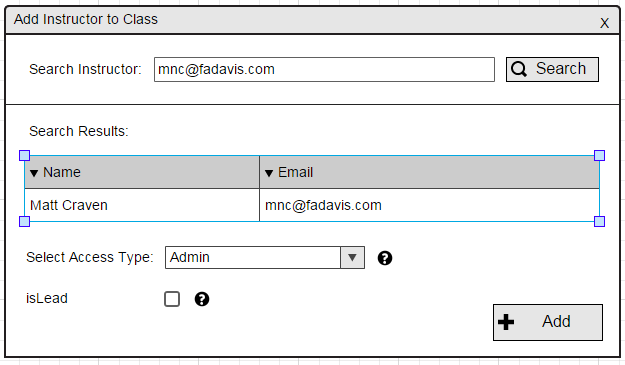 Add Instructor to Class X
Search Instructor: mnc@fadavis.com Search
Search Results:
Name Email
Matt Craven mnc@fadavis.com
Select Access Type: Admin ?
isLead ?
Add